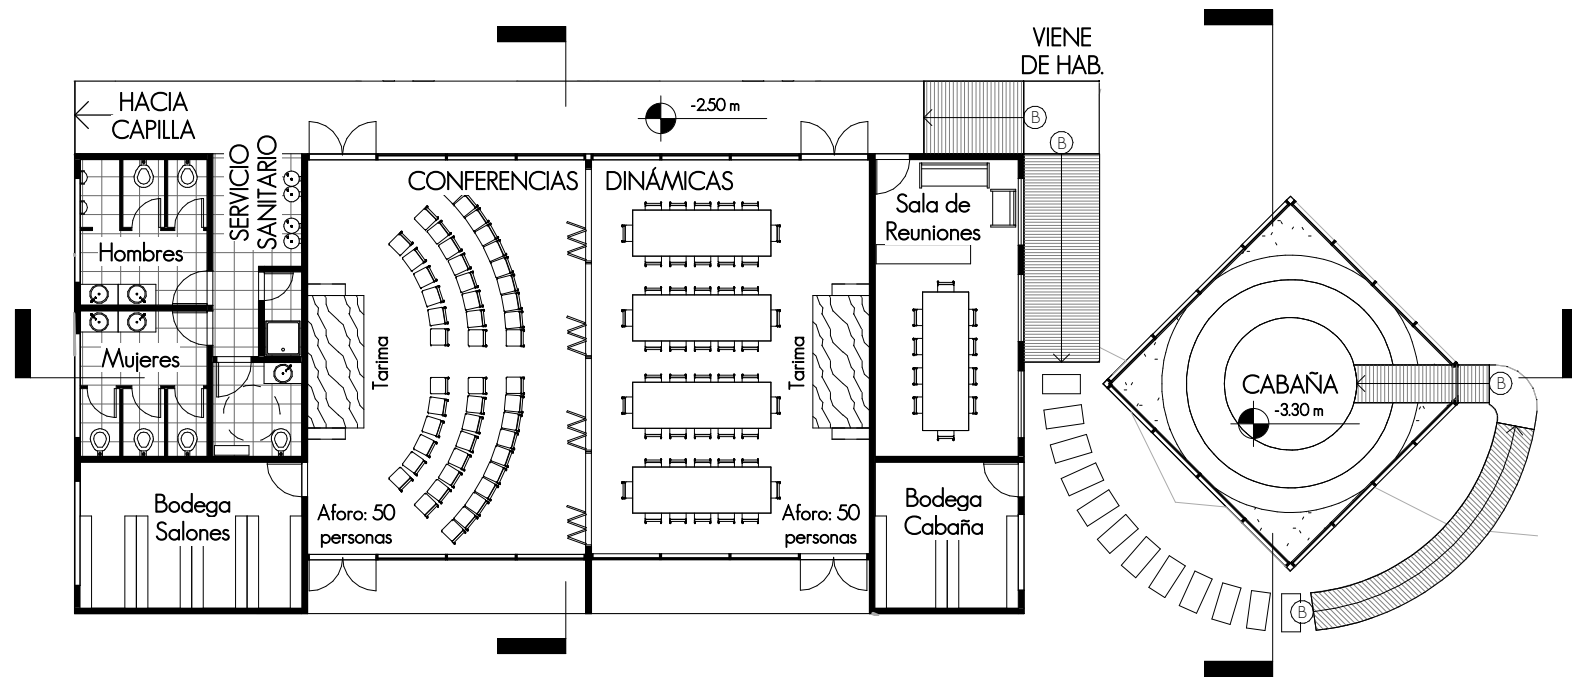 VIENE
DE HAB.
HACIA
CAPILLA
-2.50 m
B
B
SERVICIO
SANITARIO
CONFERENCIAS
DINÁMICAS
Sala de
Reuniones
Hombres
Mujeres
Tarima
Tarima
CABAÑA
-3.30 m
B
Bodega
Salones
Aforo: 50
personas
Aforo: 50
personas
Bodega
Cabaña
B